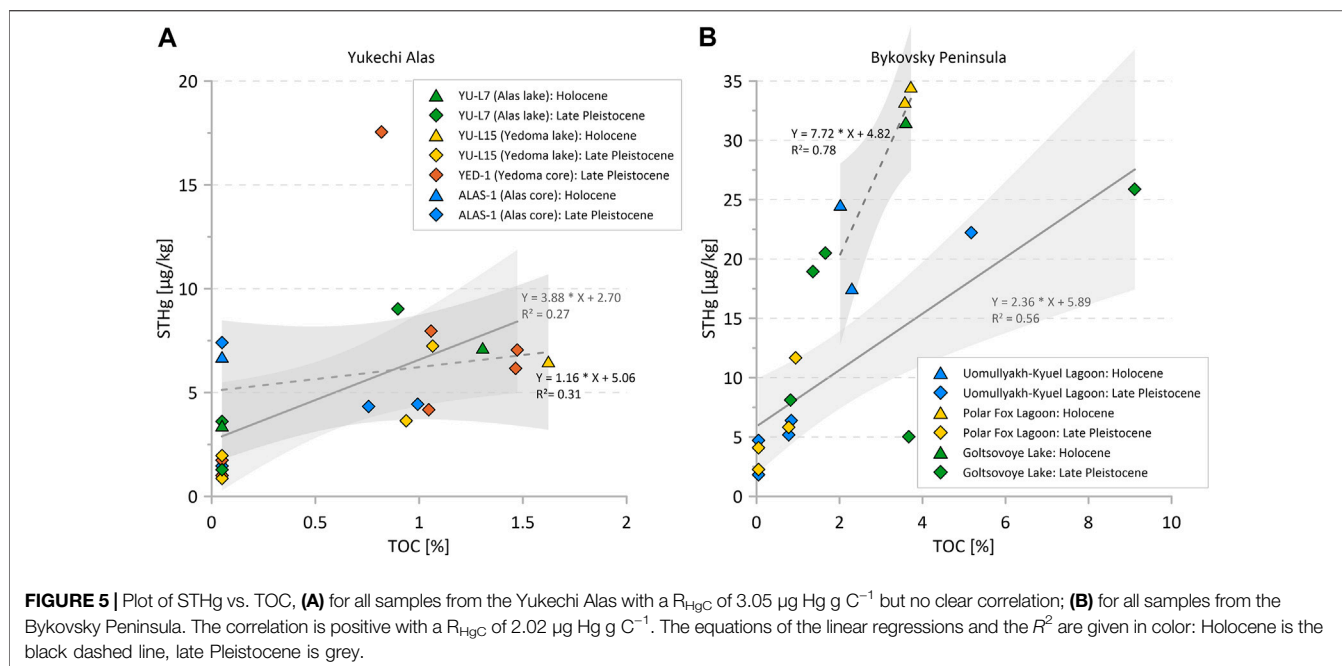 A
Yukechi Alas
20
15
10
5
0
STHg [µg/kg]
0
0.5
1
1.5
2
TOC [%]
YU-L7 (Alas lake): Holocene
YU-L7 (Alas lake): Late Pleistocene
YU-L15 (Yedoma lake): Holocene
YU-L15 (Yedoma lake): Late Pleistocene
YED-1 (Yedoma core): Late Pleistocene
ALAS-1 (Alas core): Holocene
ALAS-1 (Alas core): Late Pleistocene
Y = 3.88 * X + 2.70
R² = 0.27
Y = 1.16 * X + 5.06
R²= 0.31
B
Bykovsky Peninsula
35
30
25
20
15
10
5
0
STHg [µg/kg]
0
2
4
6
8
10
TOC [%]
Y = 7.72 * X + 4.82
R²= 0.78
Y = 2.36 * X + 5.89
R² = 0.56
Uomullyakh-Kyuel Lagoon: Holocene
Uomullyakh-Kyuel Lagoon: Late Pleistocene
Polar Fox Lagoon: Holocene
Polar Fox Lagoon: Late Pleistocene
Goltsovoye Lake: Holocene
Goltsovoye Lake: Late Pleistocene
FIGURE 5 | Plot of STHg vs. TOC, (A) for all samples from the Yukechi Alas with a R_HgC of 3.05 µg Hg g C⁻¹ but no clear correlation; (B) for all samples from the
Bykovsky Peninsula. The correlation is positive with a R_HgC of 2.02 µg Hg g C⁻¹. The equations of the linear regressions and the R² are given in color: Holocene is the
black dashed line, late Pleistocene is grey.